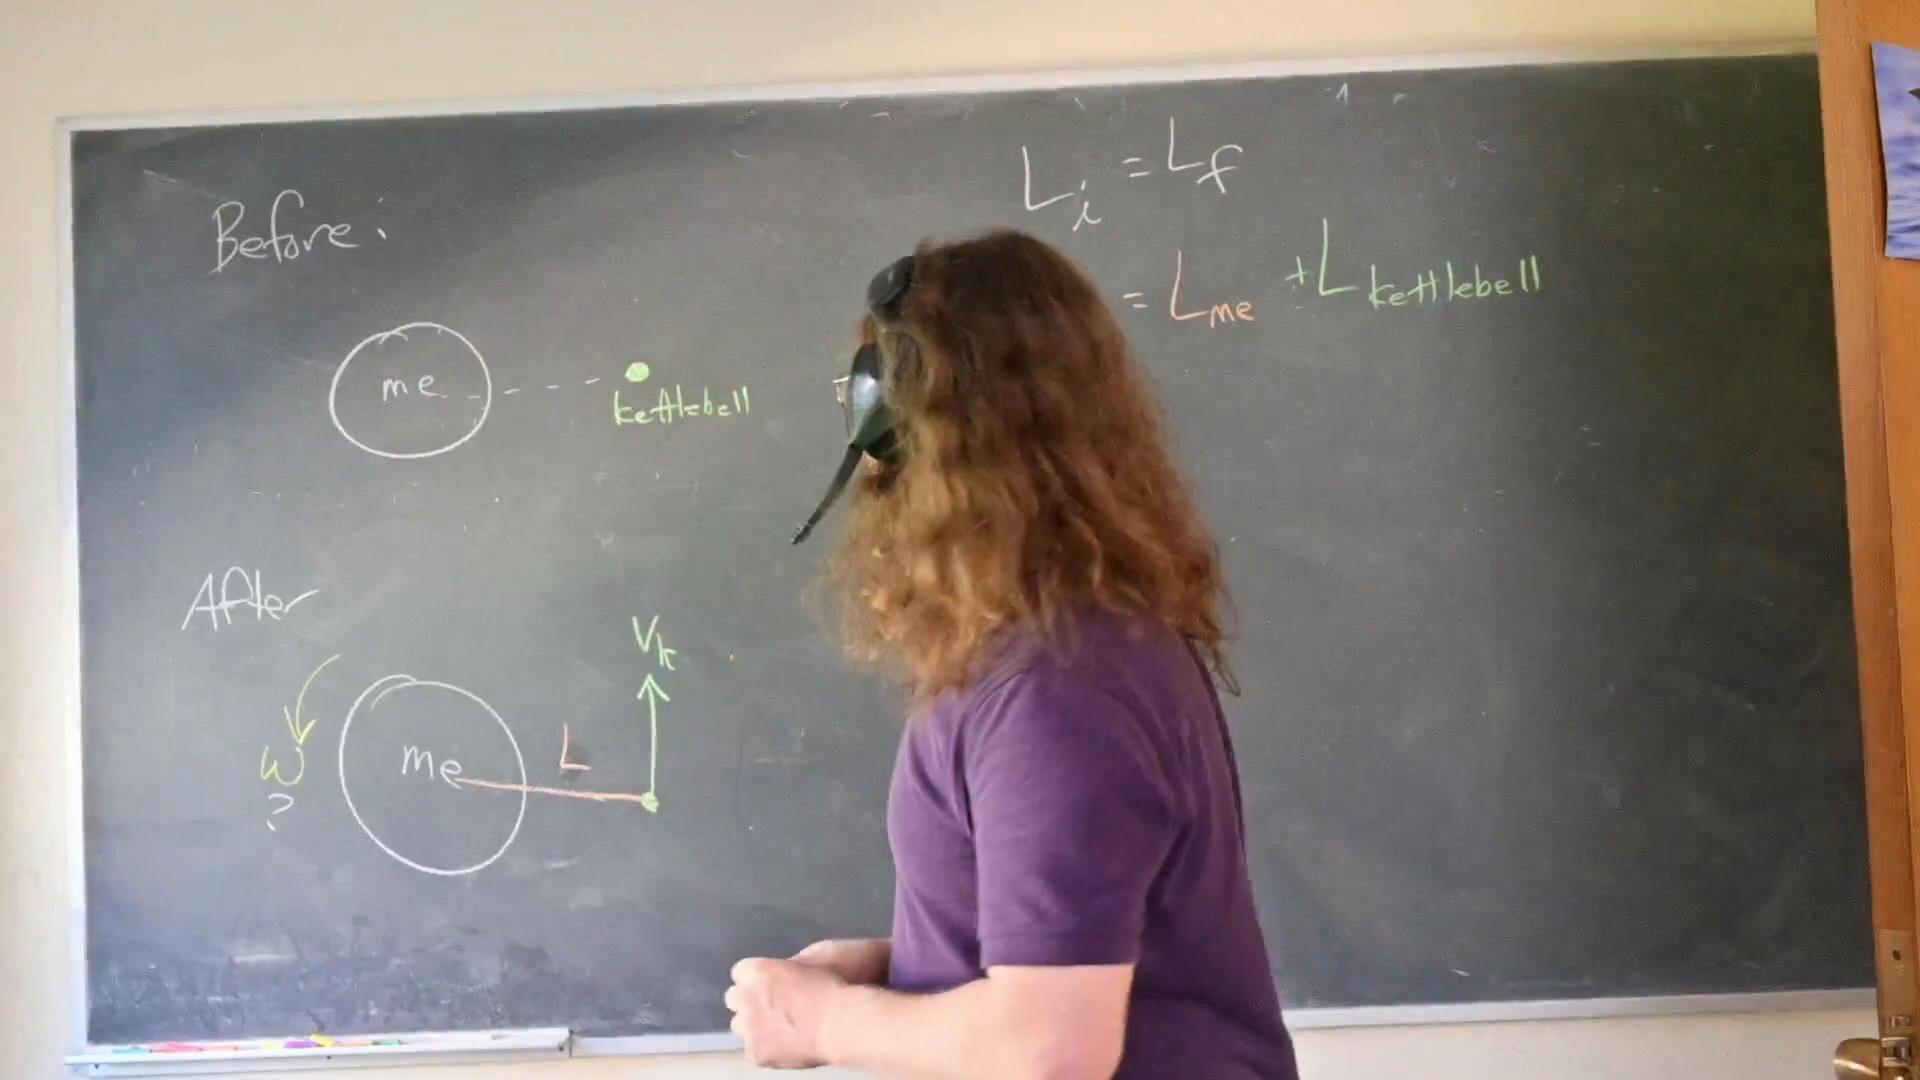 Before:
me
kettlebell
After
ω
?
me
L
Vk
Li = Lf
= Lme + Lkettlebell